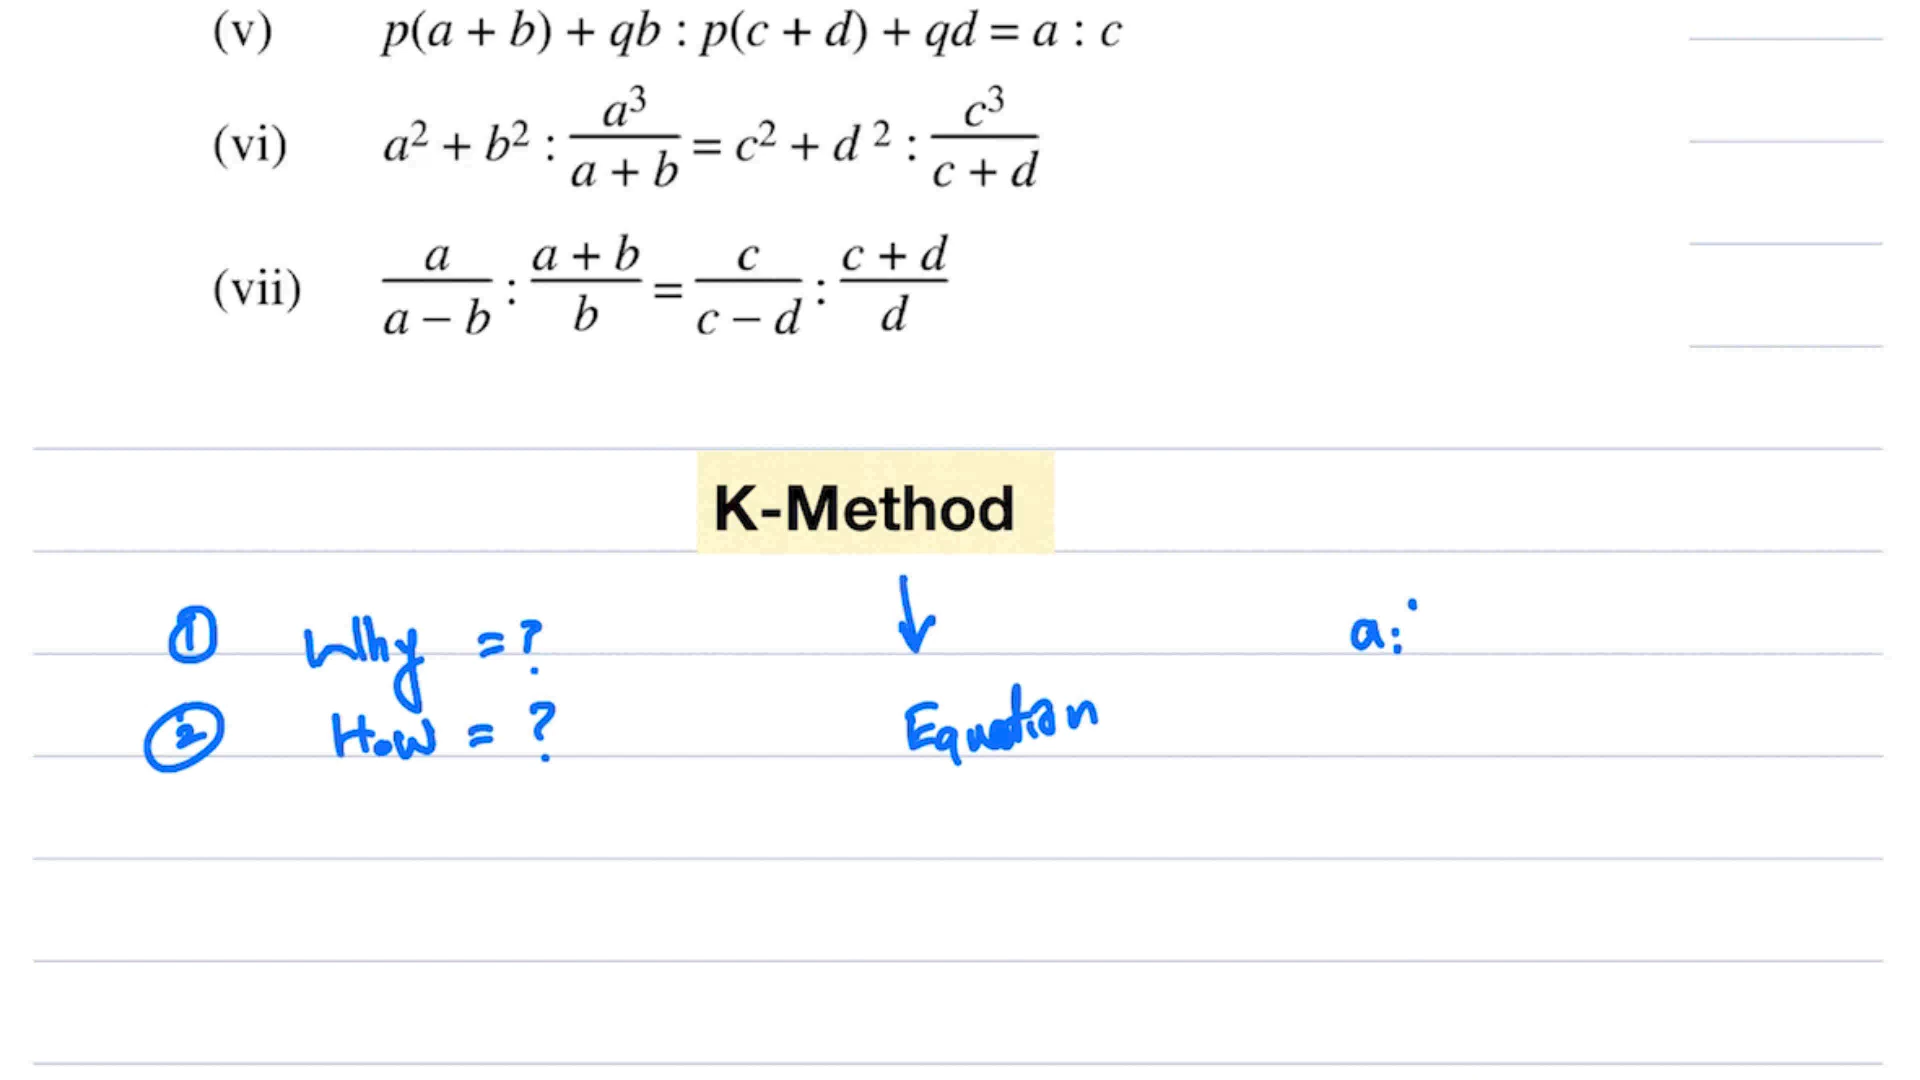 (v) p(a + b) + qb : p(c + d) + qd = a : c
(vi) a² + b² : a³/(a + b) = c² + d² : c³/(c + d)
(vii) a/(a − b) : (a + b)/b = c/(c − d) : (c + d)/d
K-Method
① Why = ?
a:
② How = ?
Equation